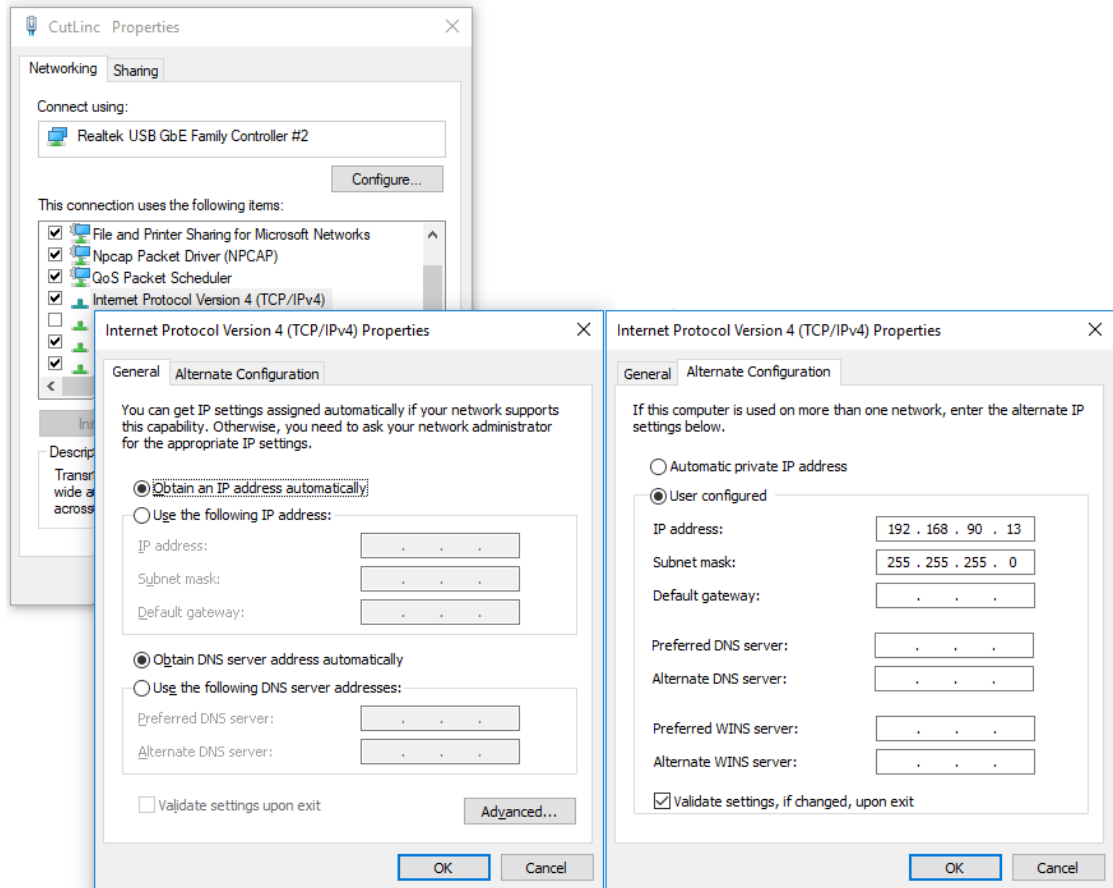 CutLinc Properties
Networking
Sharing
Connect using:
Realtek USB GbE Family Controller #2
Configure...
This connection uses the following items:
File and Printer Sharing for Microsoft Networks
Npcap Packet Driver (NPCAP)
QoS Packet Scheduler
Internet Protocol Version 4 (TCP/IPv4)
Internet Protocol Version 4 (TCP/IPv4) Properties
General
Alternate Configuration
You can get IP settings assigned automatically if your network supports
this capability. Otherwise, you need to ask your network administrator
for the appropriate IP settings.
Obtain an IP address automatically
Use the following IP address:
IP address:
Subnet mask:
Default gateway:
Obtain DNS server address automatically
Use the following DNS server addresses:
Preferred DNS server:
Alternate DNS server:
Validate settings upon exit
Advanced...
OK
Cancel
Internet Protocol Version 4 (TCP/IPv4) Properties
General
Alternate Configuration
If this computer is used on more than one network, enter the alternate IP
settings below.
Automatic private IP address
User configured
IP address: 192 . 168 . 90 . 13
Subnet mask: 255 . 255 . 255 . 0
Default gateway:
Preferred DNS server:
Alternate DNS server:
Preferred WINS server:
Alternate WINS server:
Validate settings, if changed, upon exit
OK
Cancel